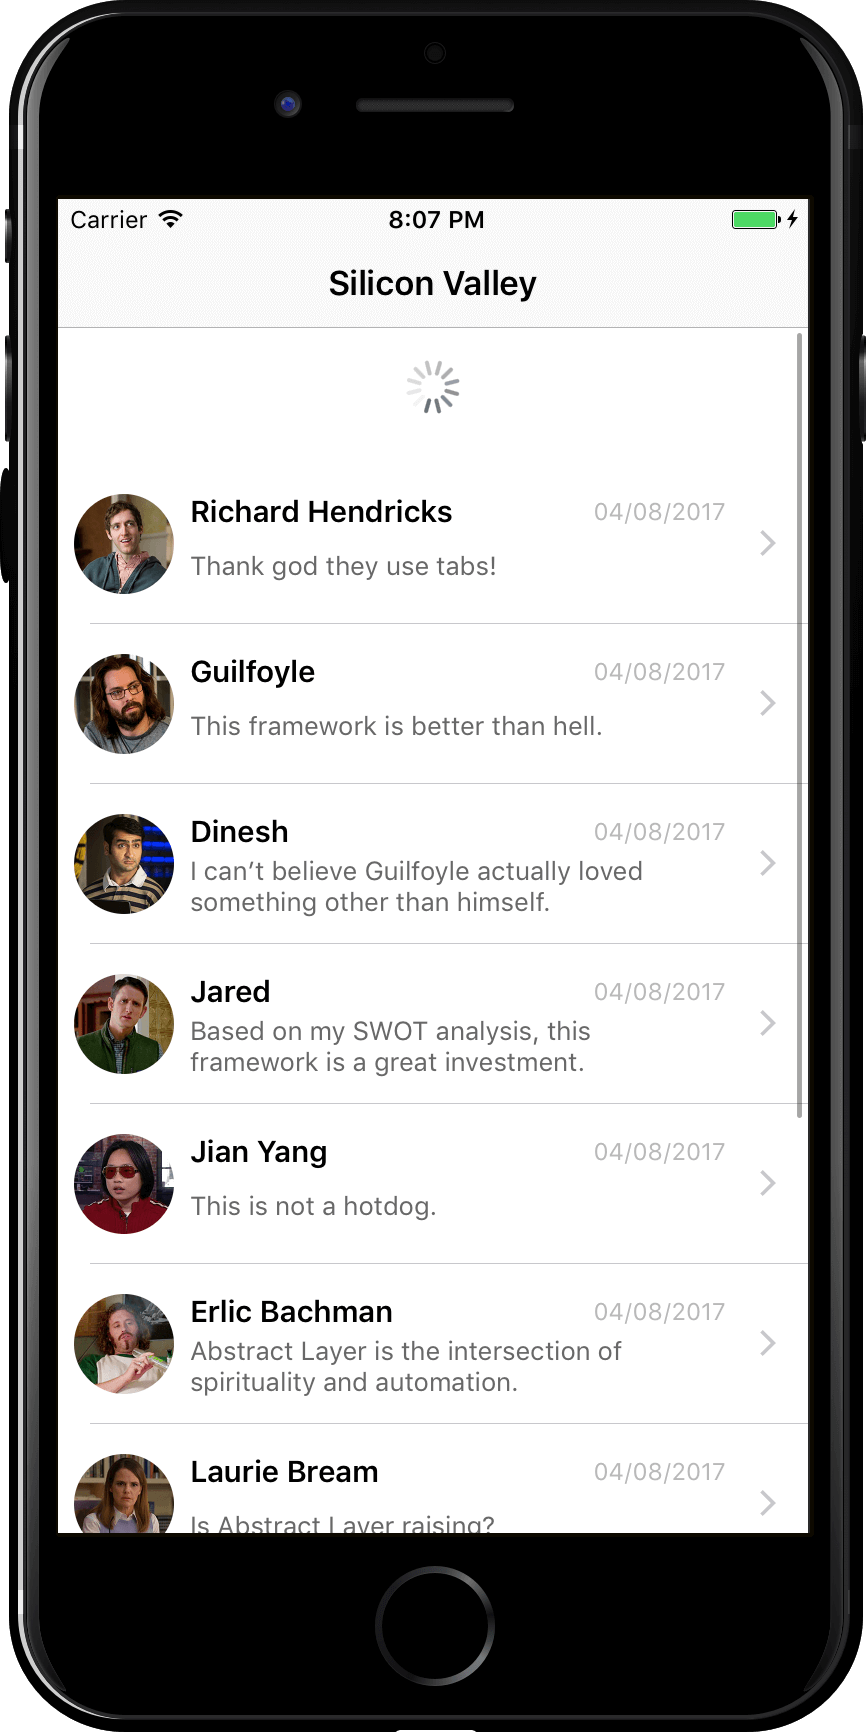 Carrier 8:07 PM
Silicon Valley
Richard Hendricks 04/08/2017
Thank god they use tabs!
Guilfoyle 04/08/2017
This framework is better than hell.
Dinesh 04/08/2017
I can’t believe Guilfoyle actually loved
something other than himself.
Jared 04/08/2017
Based on my SWOT analysis, this
framework is a great investment.
Jian Yang 04/08/2017
This is not a hotdog.
Erlic Bachman 04/08/2017
Abstract Layer is the intersection of
spirituality and automation.
Laurie Bream 04/08/2017
Is Abstract Layer raising?